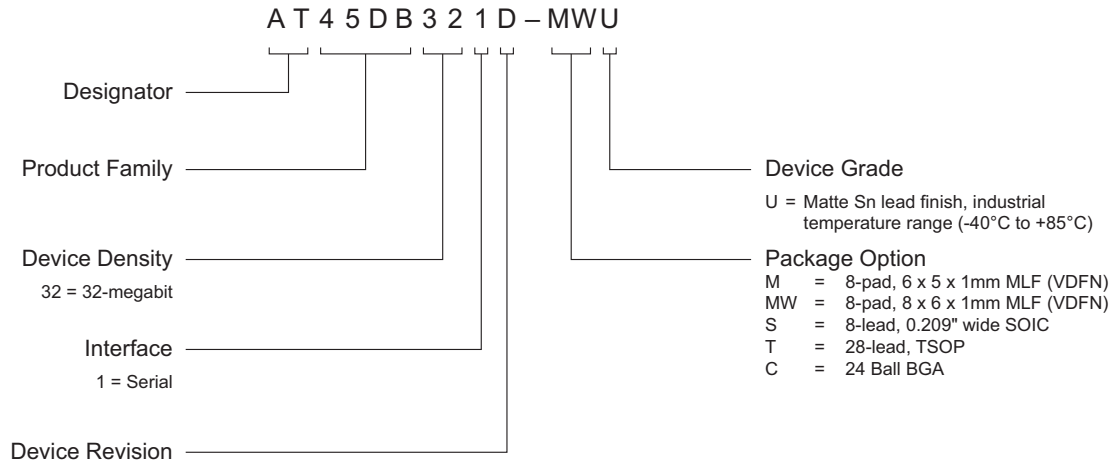 A T 4 5 D B 3 2 1 D – M W U
Designator
Product Family
Device Density
32 = 32-megabit
Interface
1 = Serial
Device Revision
Device Grade
U = Matte Sn lead finish, industrial
temperature range (-40°C to +85°C)
Package Option
M = 8-pad, 6 x 5 x 1mm MLF (VDFN)
MW = 8-pad, 8 x 6 x 1mm MLF (VDFN)
S = 8-lead, 0.209" wide SOIC
T = 28-lead, TSOP
C = 24 Ball BGA